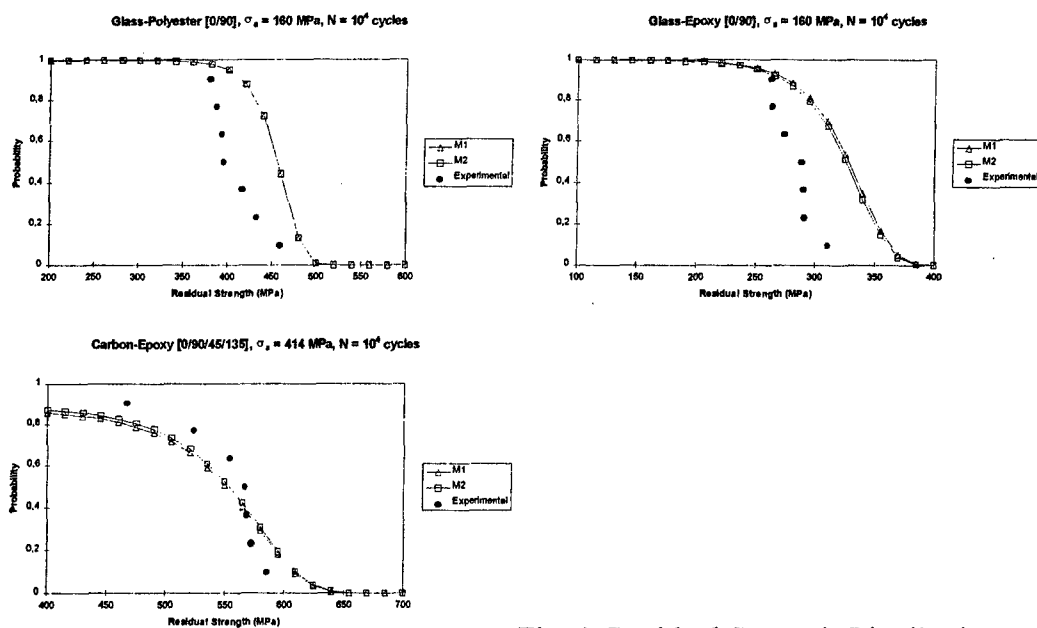 Glass-Polyester [0/90], σa = 160 MPa, N = 10⁴ cycles
1
0,8
0,6
0,4
0,2
0
Probability
200 250 300 350 400 450 500 550 600
Residual Strength (MPa)
M1
M2
Experimental
Glass-Epoxy [0/90], σa = 160 MPa, N = 10⁴ cycles
1
0,8
0,6
0,4
0,2
0
Probability
100 150 200 250 300 350 400
Residual Strength (MPa)
M1
M2
Experimental
Carbon-Epoxy [0/90/45/135], σa = 414 MPa, N = 10⁴ cycles
1
0,8
0,6
0,4
0,2
0
Probability
400 450 500 550 600 650 700
Residual Strength (MPa)
M1
M2
Experimental